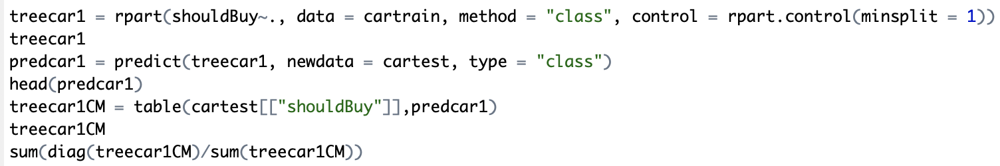 treecar1 = rpart(shouldBuy~., data = cartrain, method = "class", control = rpart.control(minsplit = 1))
treecar1
predcar1 = predict(treecar1, newdata = cartest, type = "class")
head(predcar1)
treecar1CM = table(cartest[["shouldBuy"]],predcar1)
treecar1CM
sum(diag(treecar1CM)/sum(treecar1CM))